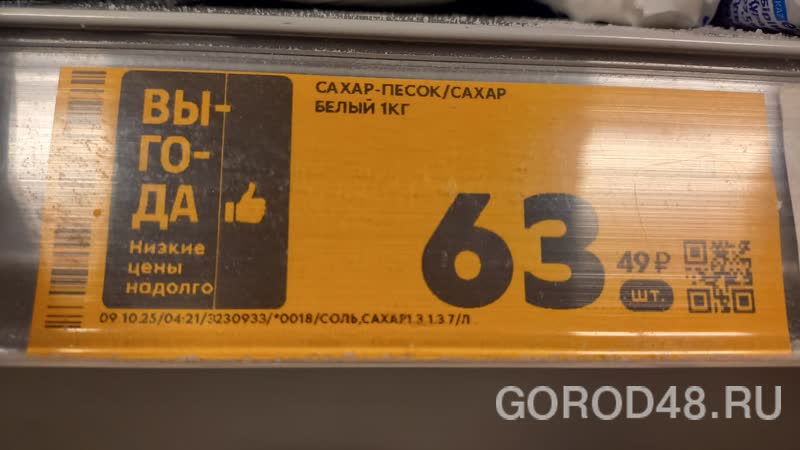 ВЫ-
ГО-
ДА
Низкие
цены
надолго
САХАР-ПЕСОК/САХАР
БЕЛЫЙ 1КГ
63
49 ₽
ШТ.
09.10.25/04:21/3230933/*0018/СОЛЬ,САХАР1.3.1.3.7/Л
GOROD48.RU